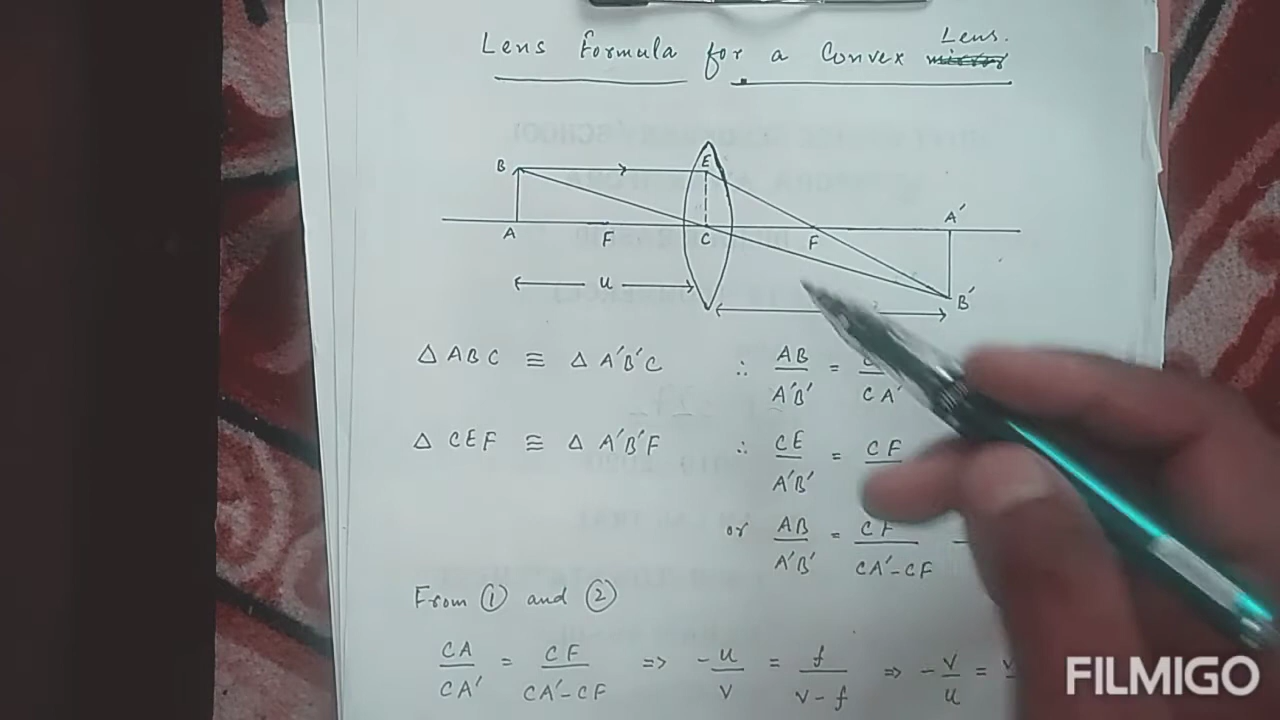 Lens Formula for a Convex Lens.
B
E
A'
A
F
C
F
B'
u
Δ ABC ≅ Δ A'B'C ∴ AB/A'B' = CA'
Δ CEF ≅ Δ A'B'F ∴ CE/A'B' = CF
or AB/A'B' = CF/CA'-CF
From ① and ②
CA/CA' = CF/CA'-CF => -u/v = f/v-f => -v/u = v
FILMIGO